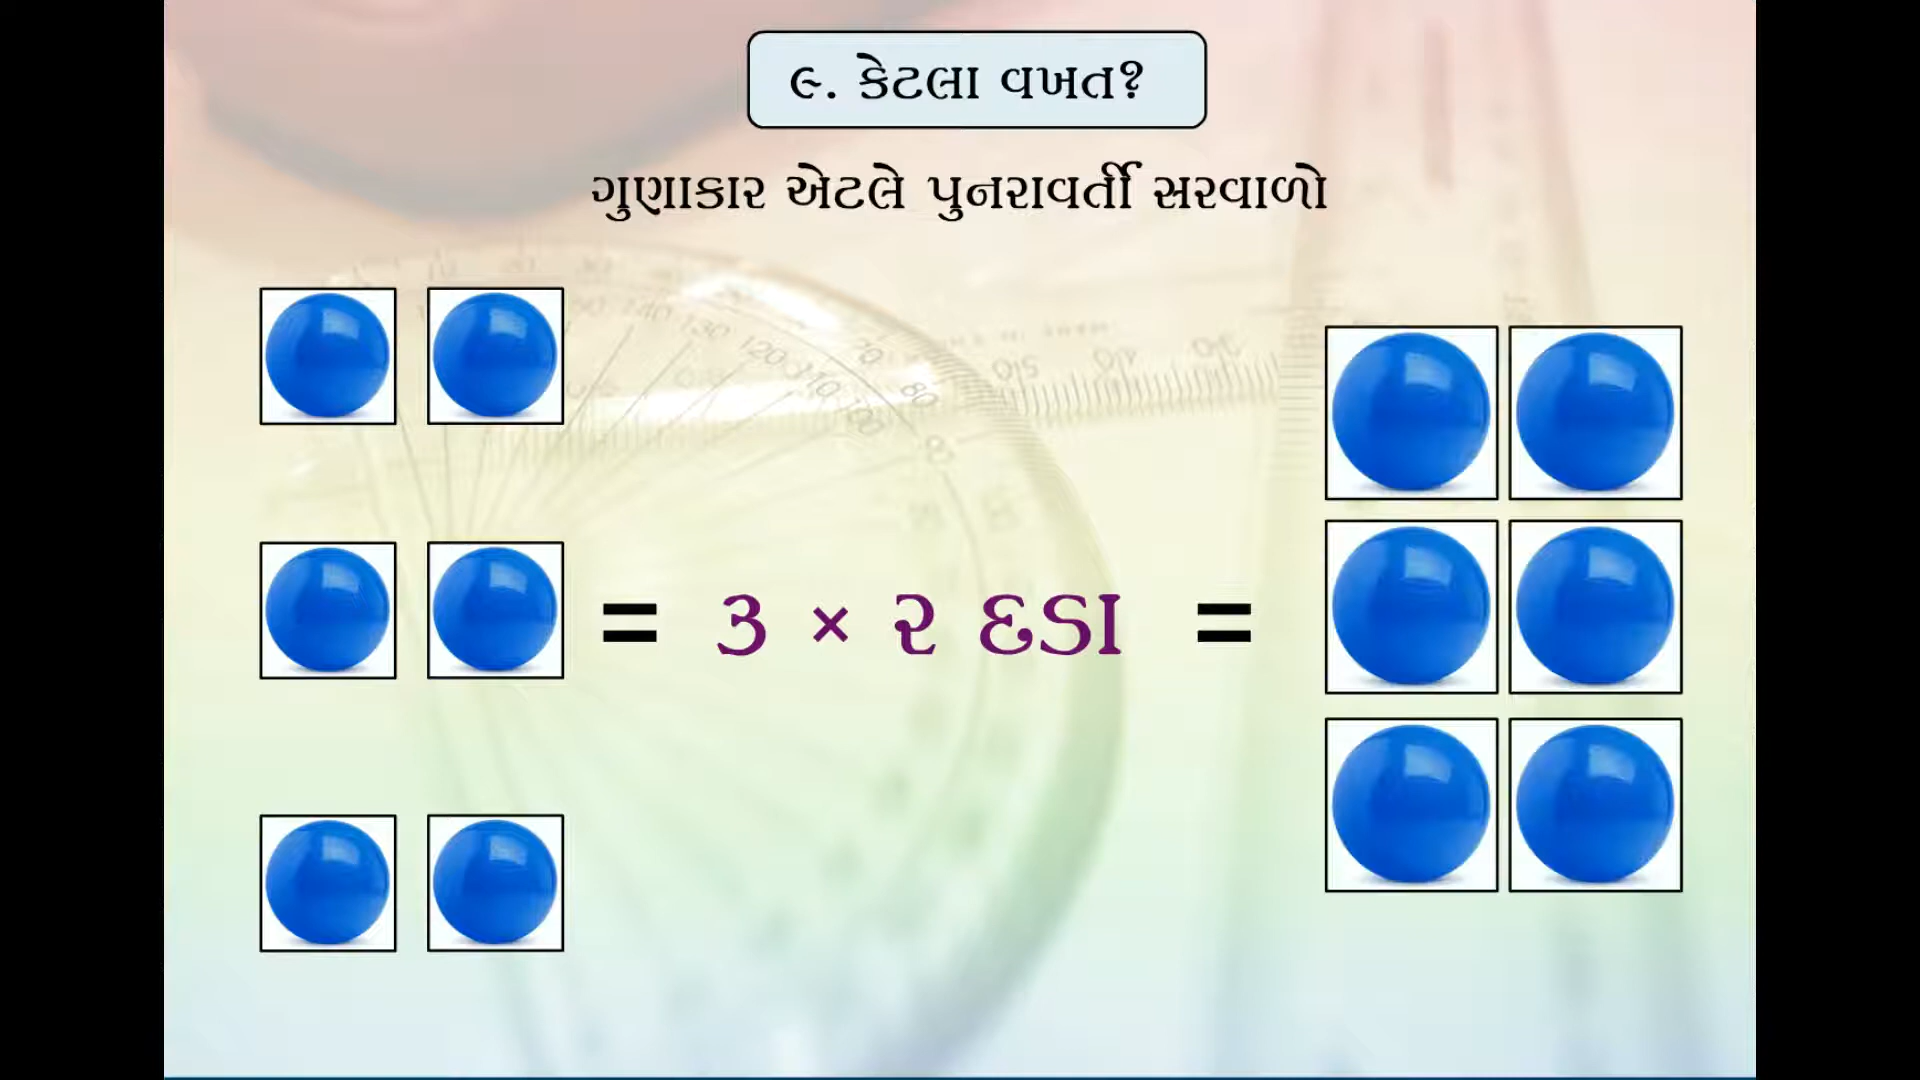 ૯. કેટલા વખત?
ગુણાકાર એટલે પુનરાવર્તી સરવાળો
= ૩ × ૨ દડા =